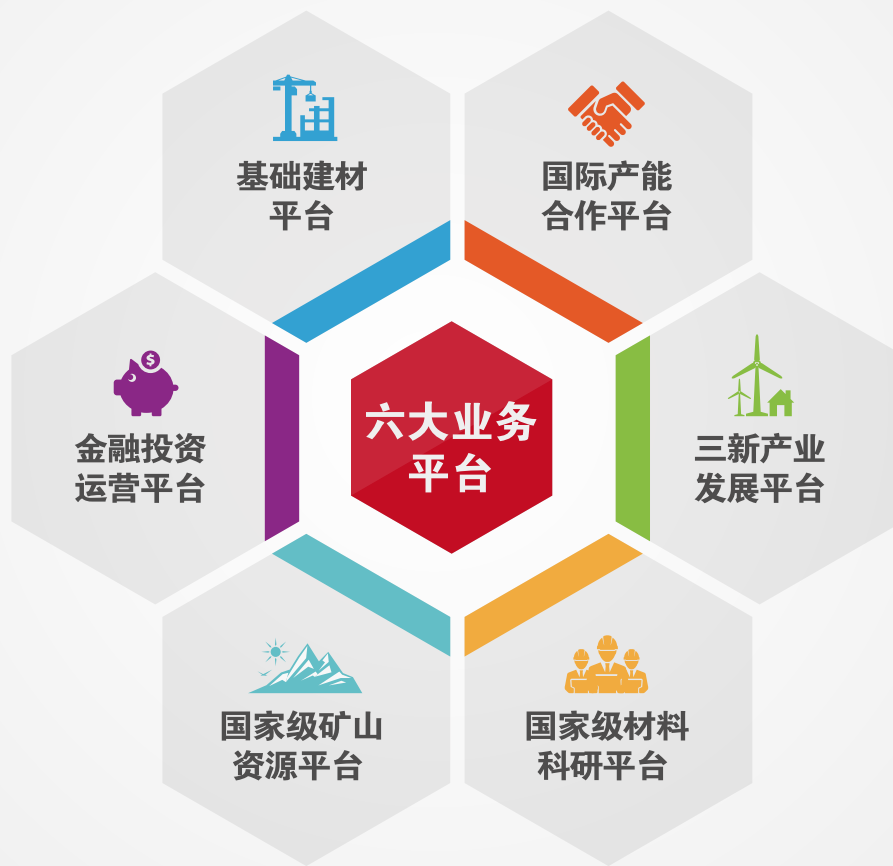 基础建材
平台
国际产能
合作平台
金融投资
运营平台
六大业务
平台
三新产业
发展平台
国家级矿山
资源平台
国家级材料
科研平台
$